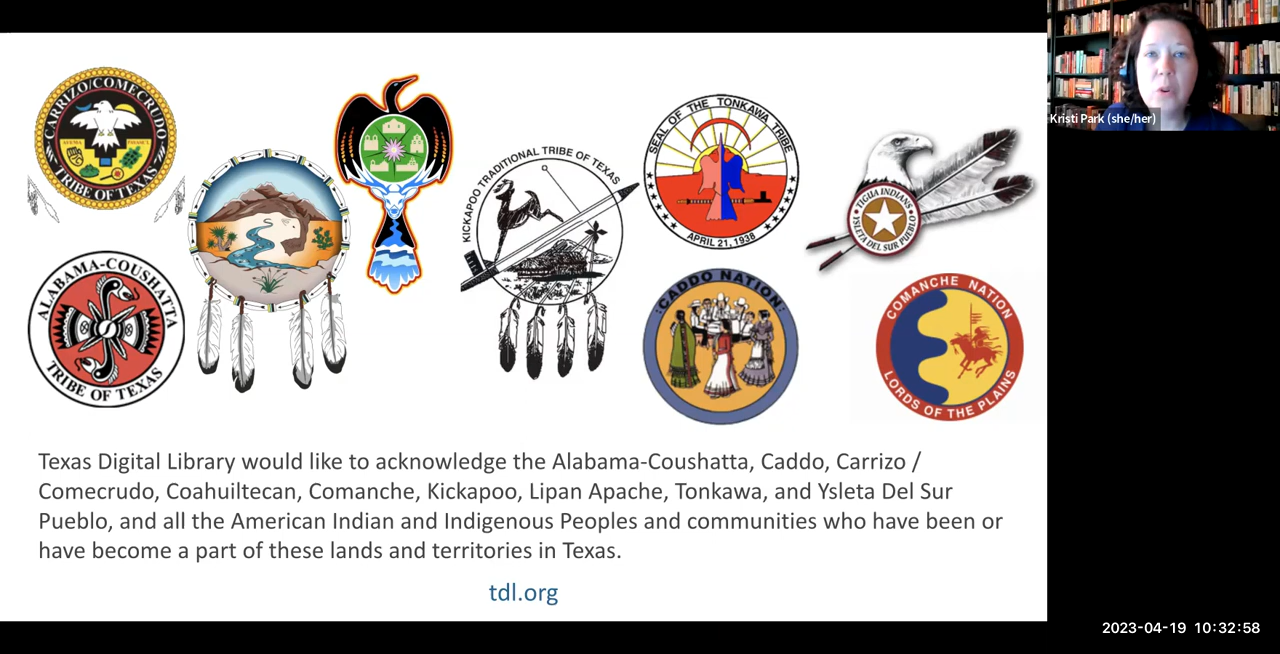 CARRIZO/COMECRUDO
TRIBE OF TEXAS
ALABAMA-COUSHATTA
TRIBE OF TEXAS
KICKAPOO TRADITIONAL TRIBE OF TEXAS
SEAL OF THE TONKAWA TRIBE
APRIL 21, 1938
CADDO NATION
TIGUA INDIANS
YSLETA DEL SUR PUEBLO
COMANCHE NATION
LORDS OF THE PLAINS
Kristi Park (she/her)
Texas Digital Library would like to acknowledge the Alabama-Coushatta, Caddo, Carrizo /
Comecrudo, Coahuiltecan, Comanche, Kickapoo, Lipan Apache, Tonkawa, and Ysleta Del Sur
Pueblo, and all the American Indian and Indigenous Peoples and communities who have been or
have become a part of these lands and territories in Texas.
tdl.org
2023-04-19 10:32:58